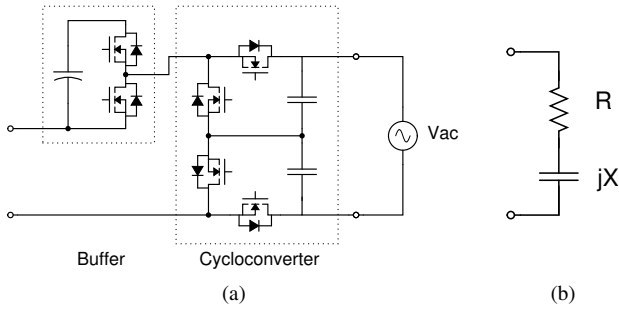 Vac
R
jX
Buffer
Cycloconverter
(a)
(b)